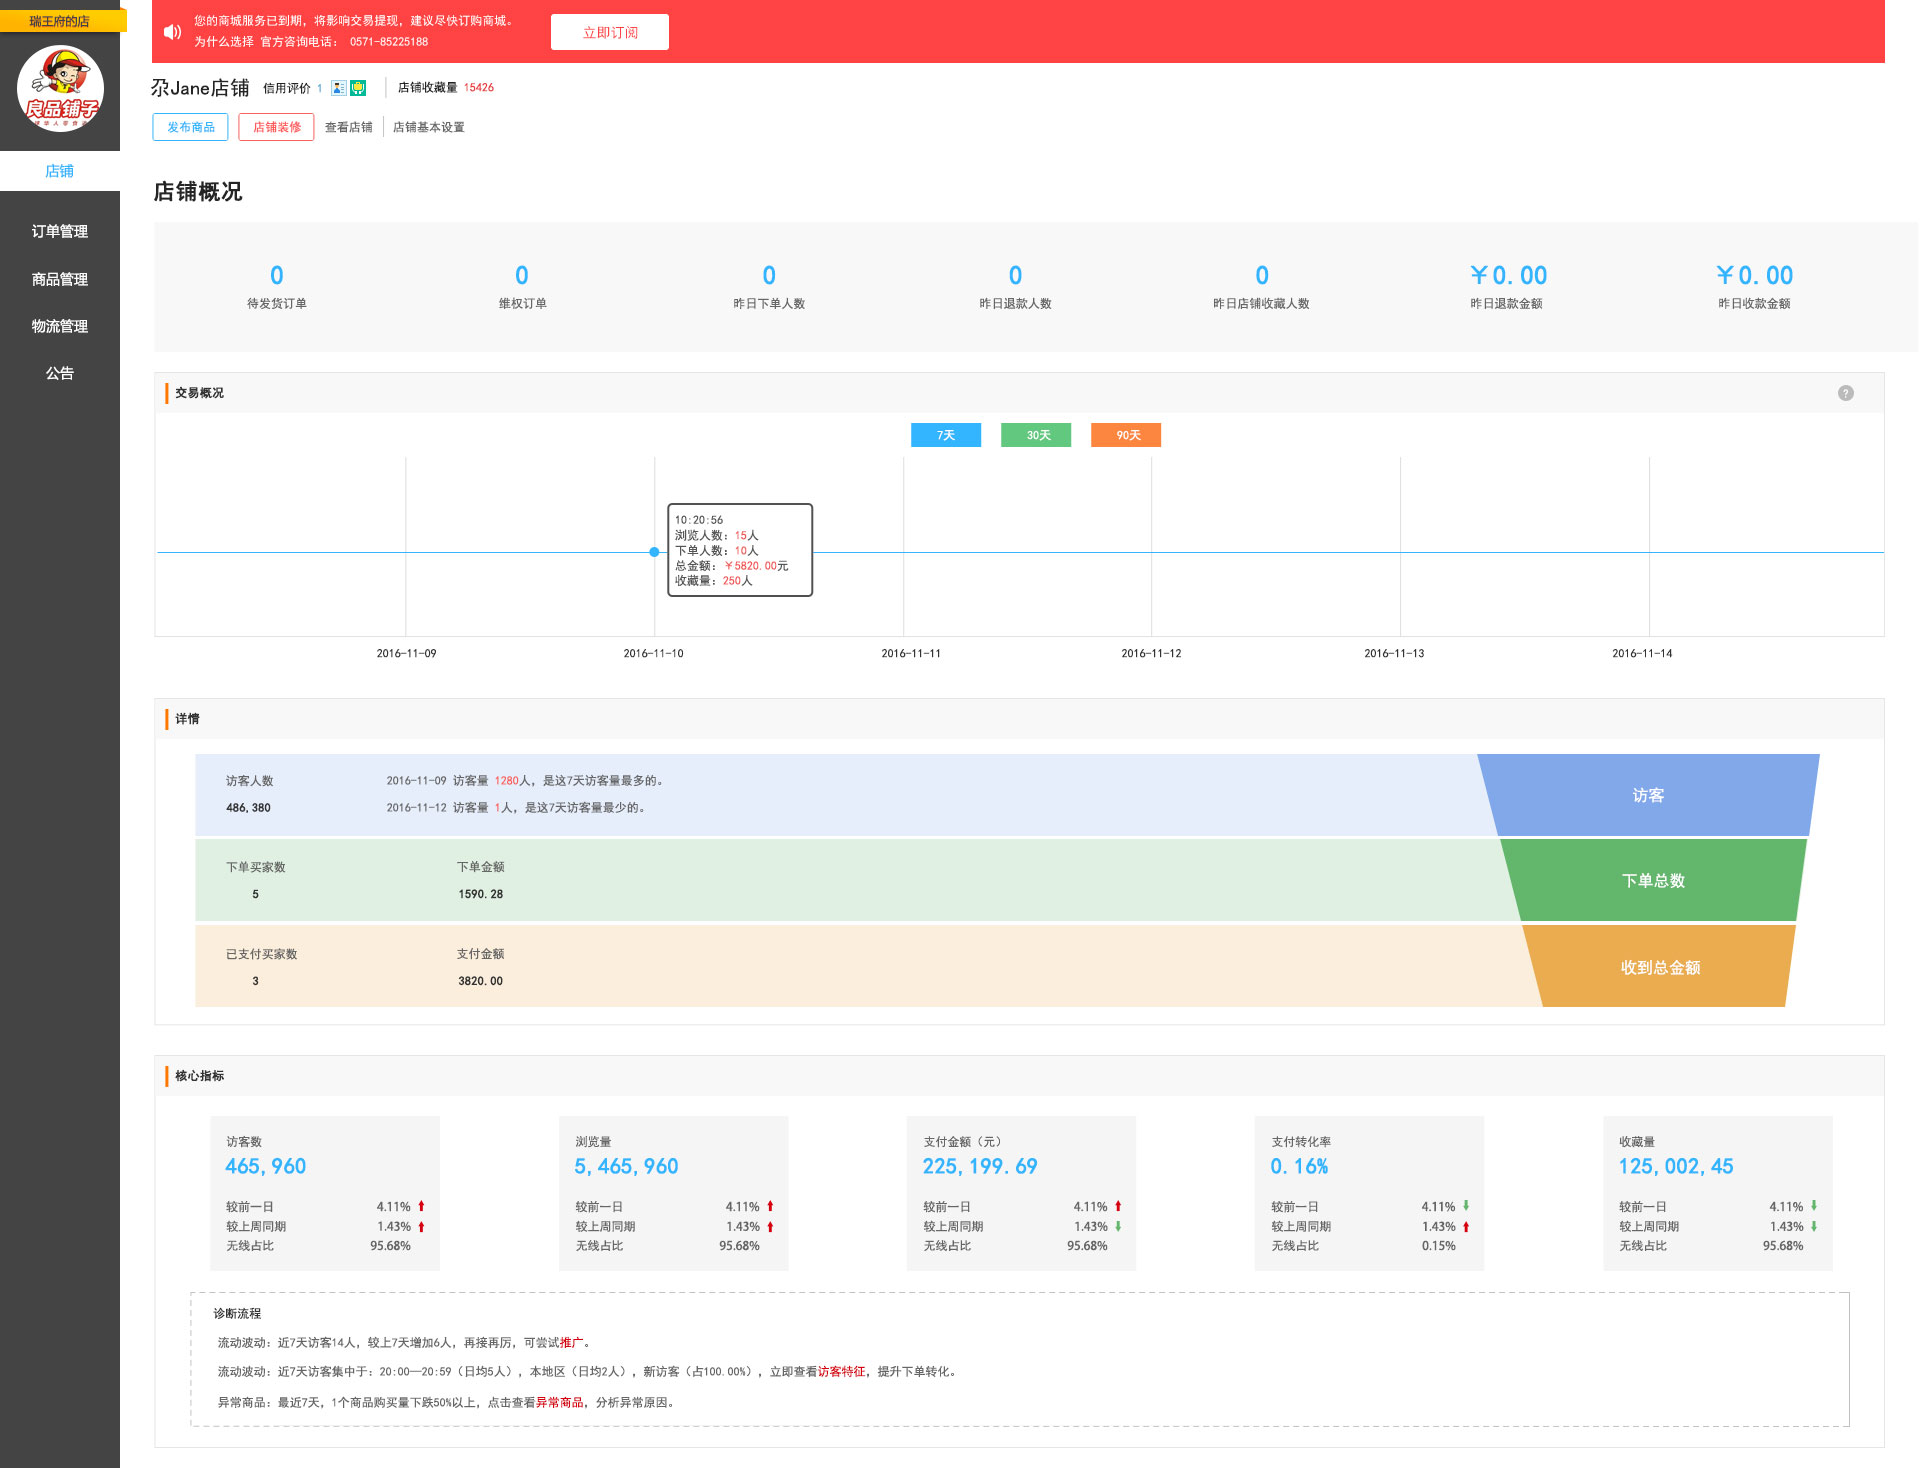 瑞王府的店
良品铺子
店铺
订单管理
商品管理
物流管理
公告
您的商城服务已到期，将影响交易提现，建议尽快订购商城。
为什么选择 官方咨询电话： 0571-85225188
立即订阅
尕Jane店铺 信用评价 1 店铺收藏量 15426
发布商品 店铺装修 查看店铺 店铺基本设置
店铺概况
0 0 0 0 0 ￥0.00 ￥0.00
待发货订单 维权订单 昨日下单人数 昨日退款人数 昨日店铺收藏人数 昨日退款金额 昨日收款金额
交易概况 ?
7天 30天 90天
10:20:56
浏览人数：15人
下单人数：10人
总金额：￥5820.00元
收藏量：250人
2016-11-09 2016-11-10 2016-11-11 2016-11-12 2016-11-13 2016-11-14
详情
访客人数 2016-11-09 访客量 1280人，是这7天访客量最多的。
486,380 2016-11-12 访客量 1人，是这7天访客量最少的。
访客
下单买家数 下单金额
5 1590.28
下单总数
已支付买家数 支付金额
3 3820.00
收到总金额
核心指标
访客数
465,960
较前一日 4.11%
较上周同期 1.43%
无线占比 95.68%
浏览量
5,465,960
较前一日 4.11%
较上周同期 1.43%
无线占比 95.68%
支付金额（元）
225,199.69
较前一日 4.11%
较上周同期 1.43%
无线占比 95.68%
支付转化率
0.16%
较前一日 4.11%
较上周同期 1.43%
无线占比 0.15%
收藏量
125,002,45
较前一日 4.11%
较上周同期 1.43%
无线占比 95.68%
诊断流程
流动波动：近7天访客14人，较上7天增加6人，再接再厉，可尝试推广。
流动波动：近7天访客集中于：20:00—20:59（日均5人），本地区（日均2人），新访客（占100.00%），立即查看访客特征，提升下单转化。
异常商品：最近7天，1个商品购买量下跌50%以上，点击查看异常商品，分析异常原因。